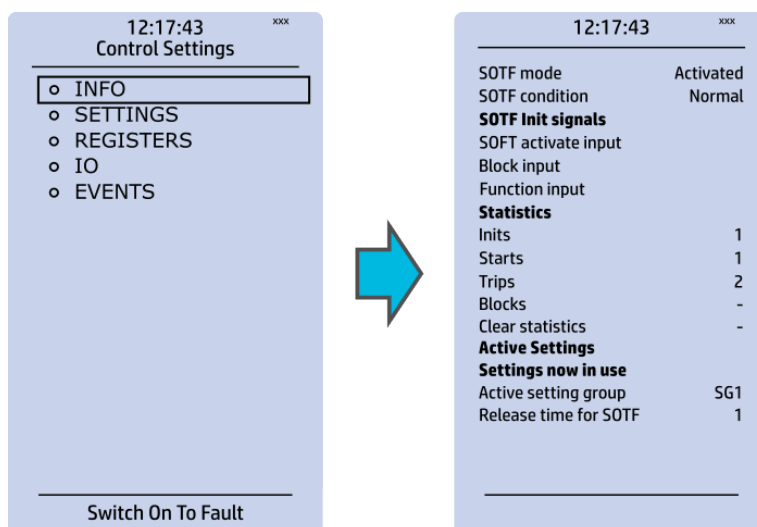 12:17:43 xxx
Control Settings
INFO
SETTINGS
REGISTERS
IO
EVENTS
Switch On To Fault
12:17:43 xxx
SOTF mode Activated
SOTF condition Normal
SOTF Init signals
SOFT activate input
Block input
Function input
Statistics
Inits 1
Starts 1
Trips 2
Blocks -
Clear statistics -
Active Settings
Settings now in use
Active setting group SG1
Release time for SOTF 1